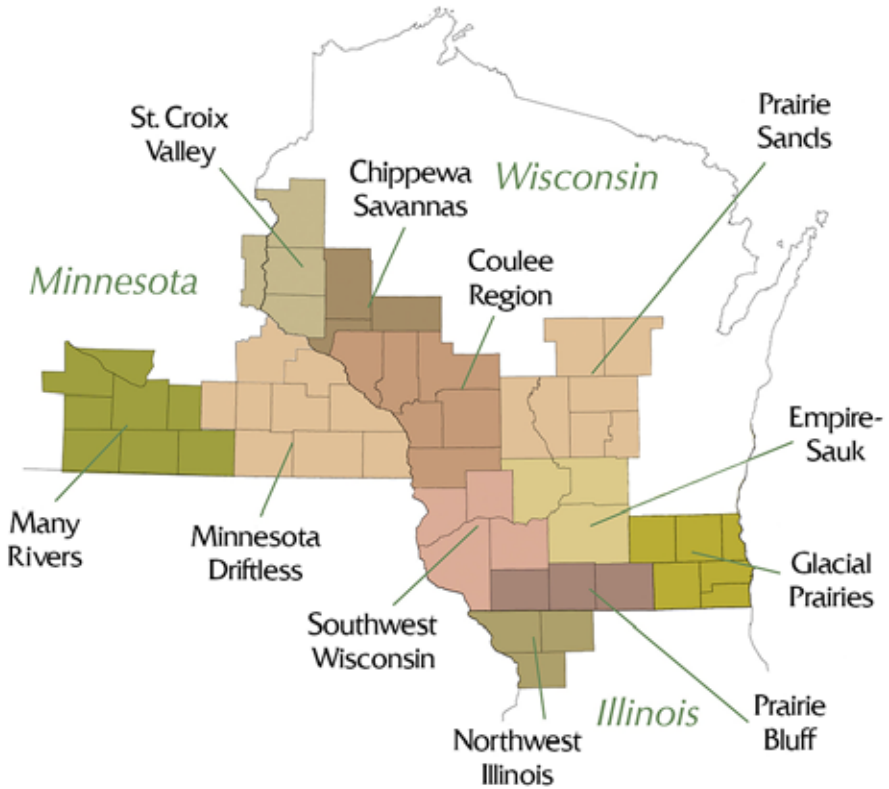 Prairie
Sands
St. Croix
Valley
Chippewa
Savannas
Wisconsin
Coulee
Region
Minnesota
Empire-
Sauk
Many
Rivers
Minnesota
Driftless
Glacial
Prairies
Southwest
Wisconsin
Illinois
Prairie
Bluff
Northwest
Illinois